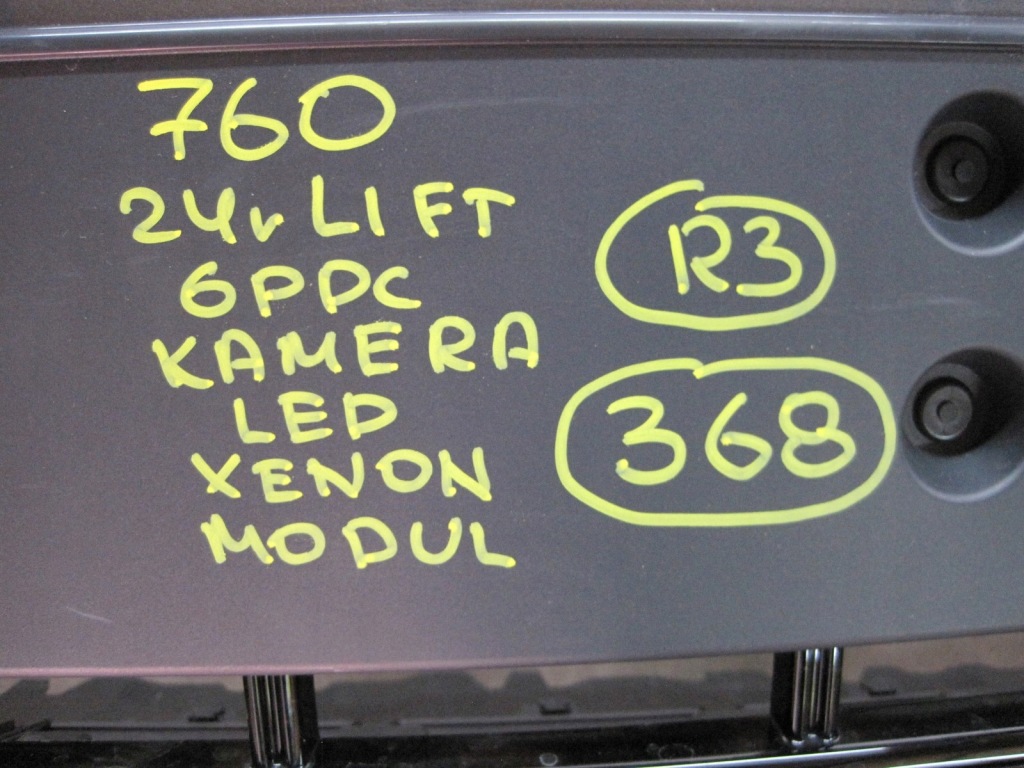 760
24r LIFT
6PDC
KAMERA
LED
XENON
MODUL
R3
368